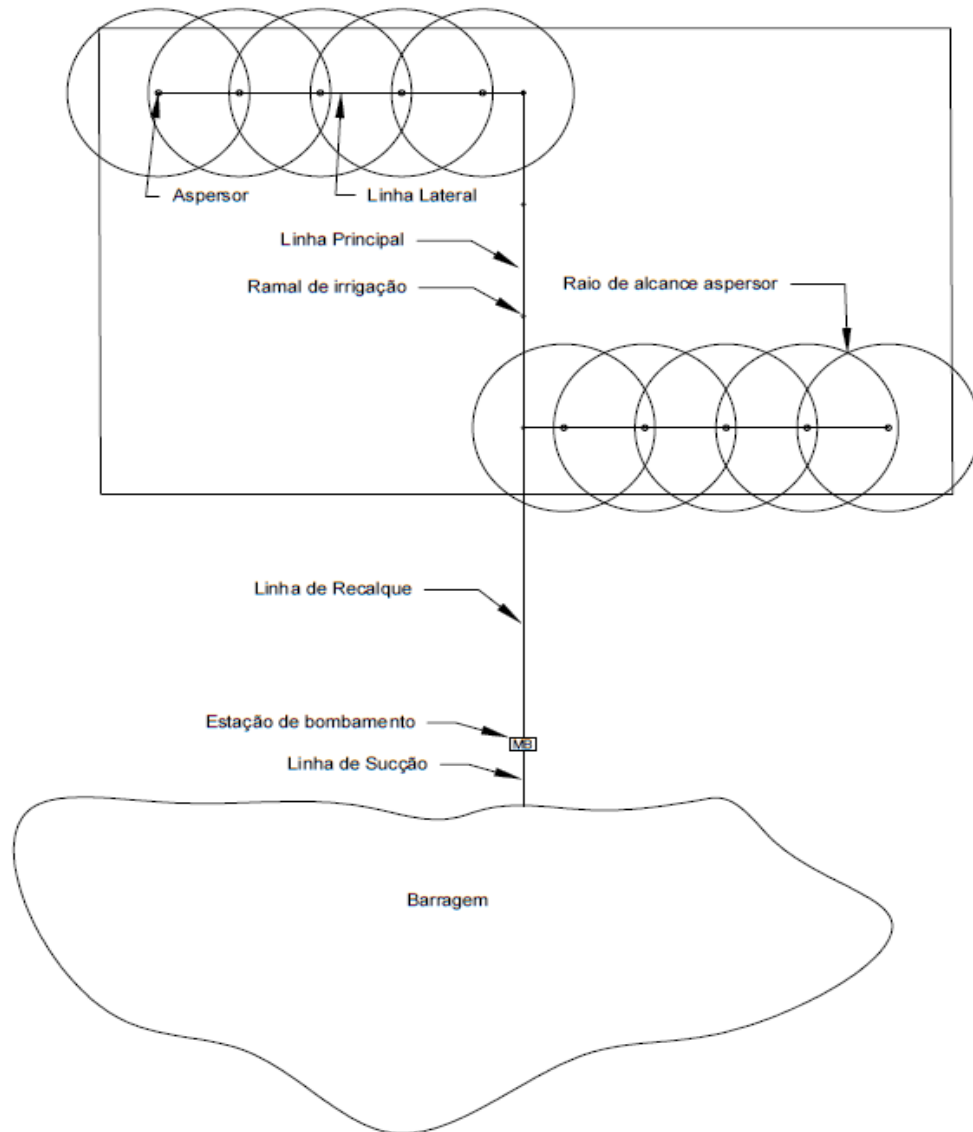 Aspersor
Linha Lateral
Linha Principal
Ramal de irrigação
Raio de alcance aspersor
Linha de Recalque
Estação de bombamento
MB
Linha de Sucção
Barragem